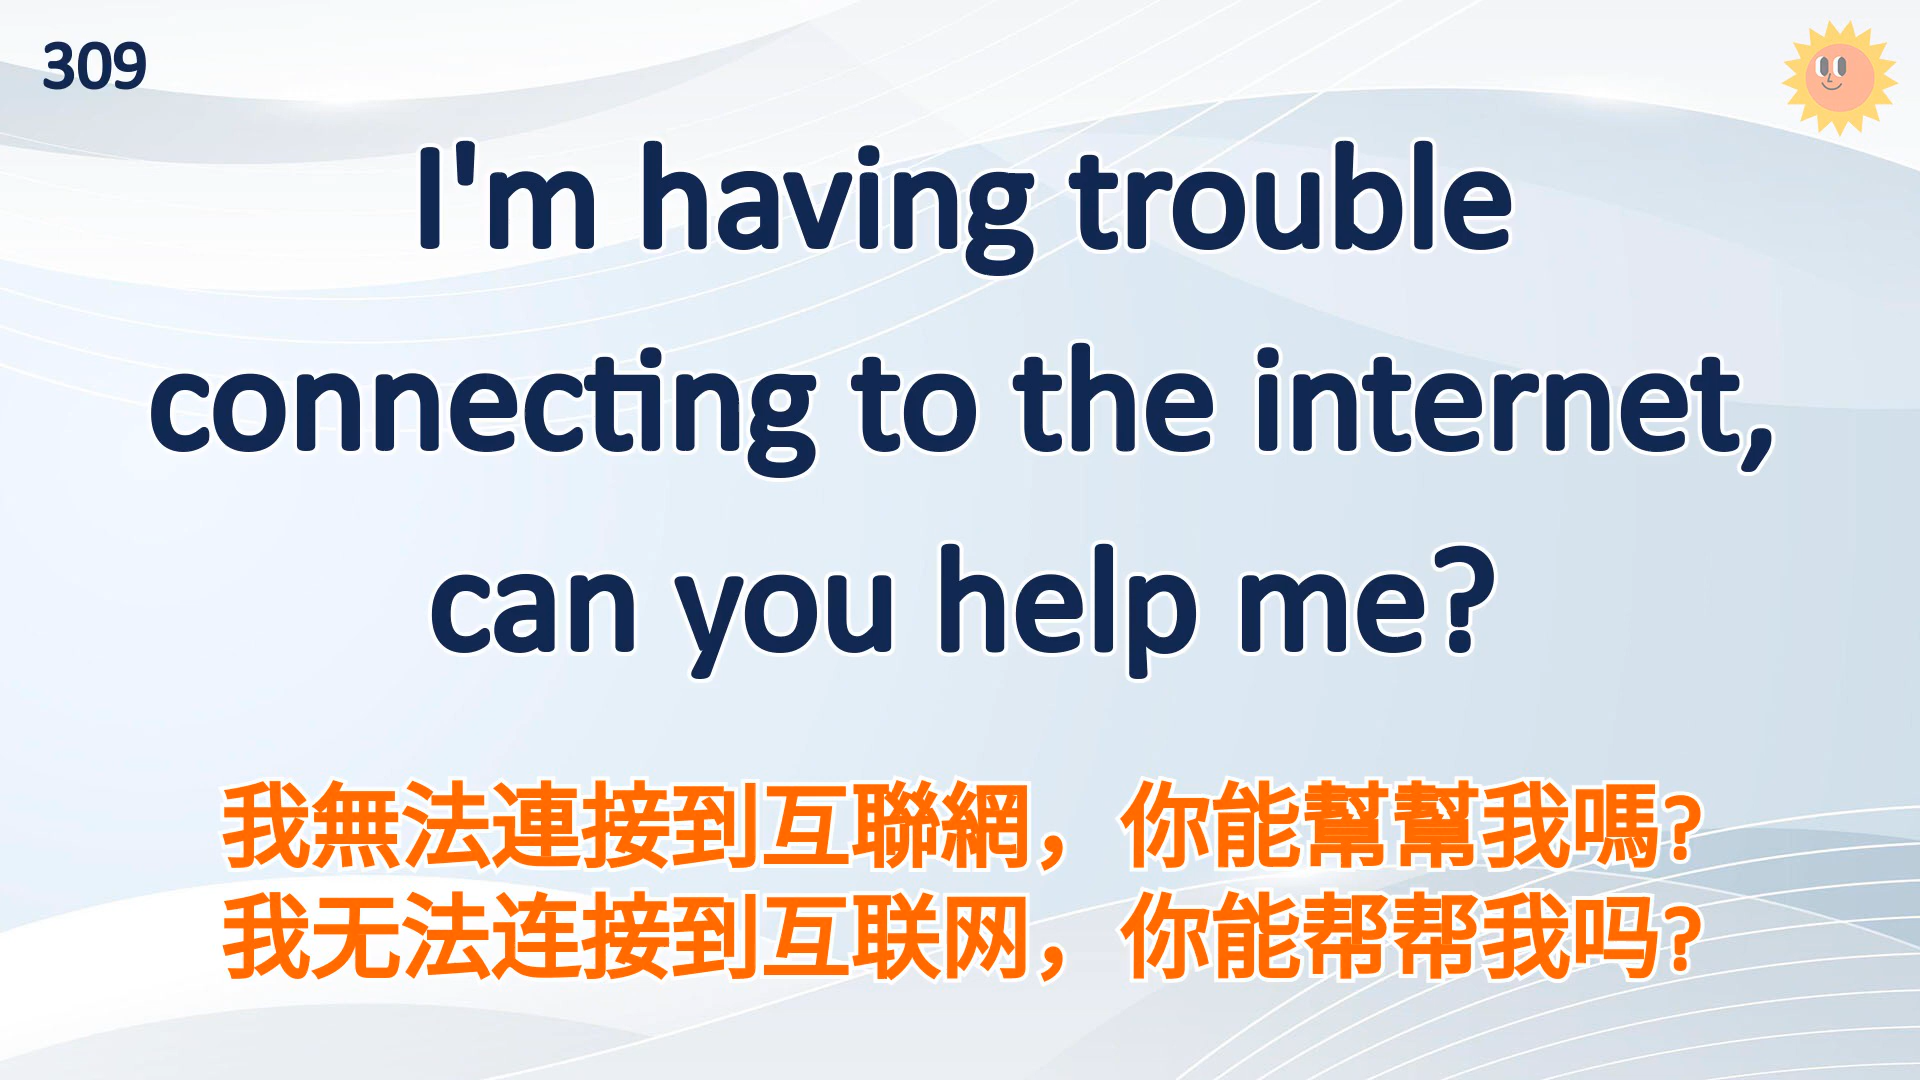 309
I'm having trouble
connecting to the internet,
can you help me?
我無法連接到互聯網，你能幫幫我嗎?
我无法连接到互联网，你能帮帮我吗?